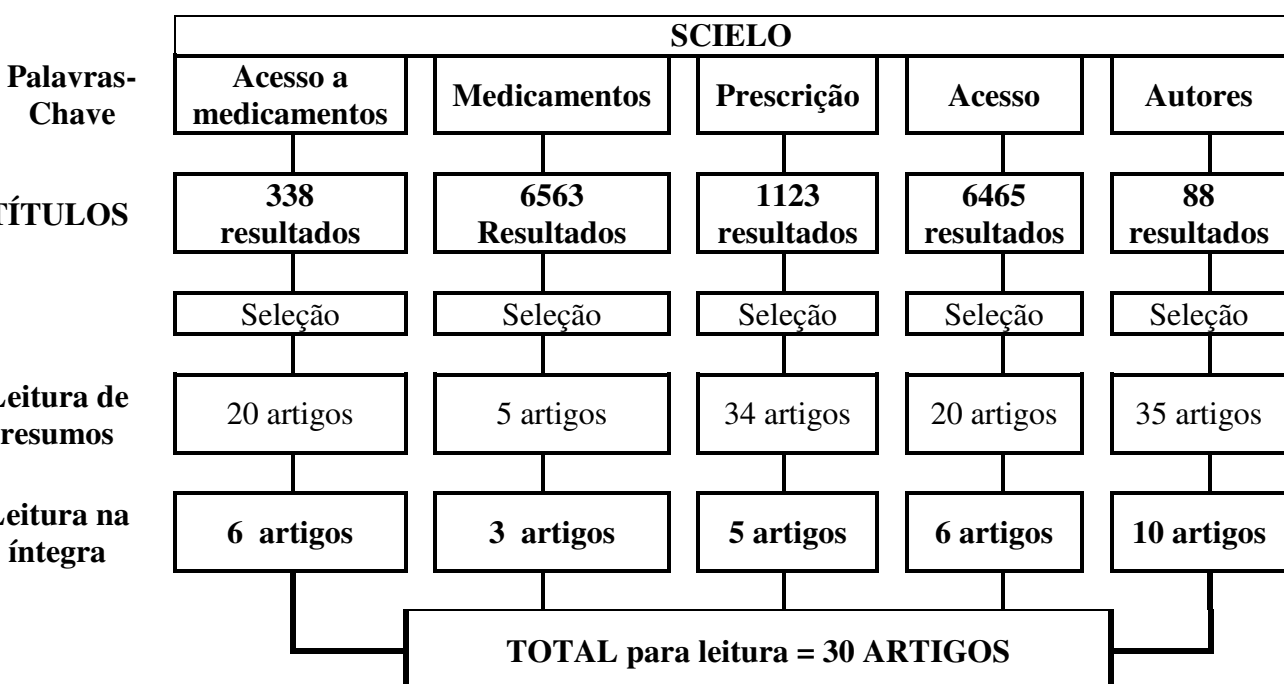 SCIELO
Palavras-
Chave
Acesso a
medicamentos
Medicamentos
Prescrição
Acesso
Autores
TÍTULOS
338
resultados
6563
Resultados
1123
resultados
6465
resultados
88
resultados
Seleção
Seleção
Seleção
Seleção
Seleção
Leitura de
resumos
20 artigos
5 artigos
34 artigos
20 artigos
35 artigos
Leitura na
íntegra
6 artigos
3 artigos
5 artigos
6 artigos
10 artigos
TOTAL para leitura = 30 ARTIGOS